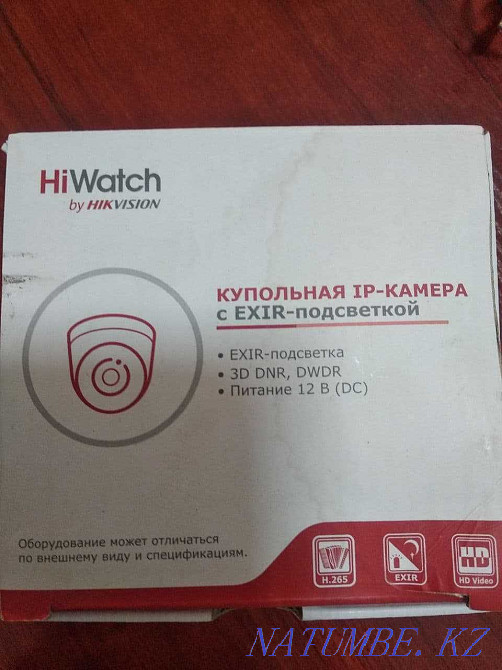 HiWatch
by HIKVISION
КУПОЛЬНАЯ IP-КАМЕРА
с EXIR-подсветкой
• EXIR-подсветка
• 3D DNR, DWDR
• Питание 12 В (DC)
Оборудование может отличаться
по внешнему виду и спецификациям.
H.265
EXIR
HD
HD Video
NATUMBE.KZ